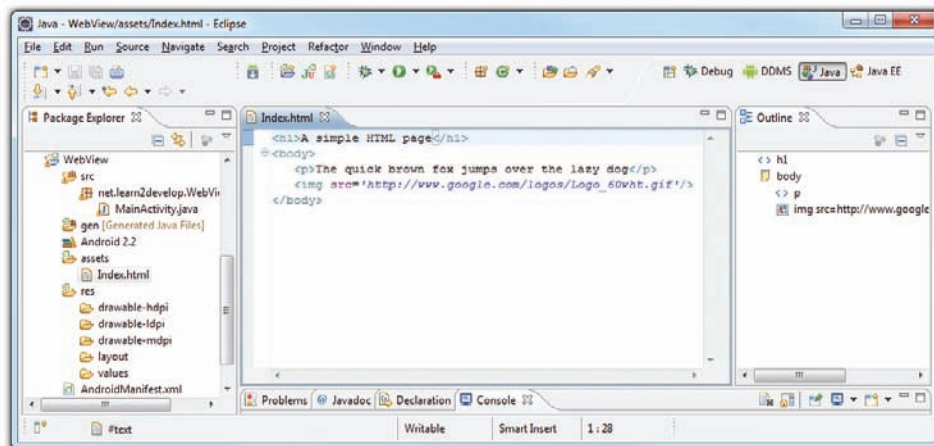 Java - WebView/assets/Index.html - Eclipse
File Edit Run Source Navigate Search Project Refactor Window Help
Debug DDMS Java Java EE
Package Explorer
WebView
src
net.learn2develop.WebVi
MainActivity.java
gen [Generated Java Files]
Android 2.2
assets
Index.html
res
drawable-hdpi
drawable-ldpi
drawable-mdpi
layout
values
AndroidManifest.xml
Index.html
<h1>A simple HTML page</h1>
<body>
<p>The quick brown fox jumps over the lazy dog</p>
<img src='http://www.google.com/logos/Logo_60wht.gif'/>
</body>
Outline
h1
body
p
img src=http://www.google
Problems @ Javadoc Declaration Console
#text Writable Smart Insert 1:28